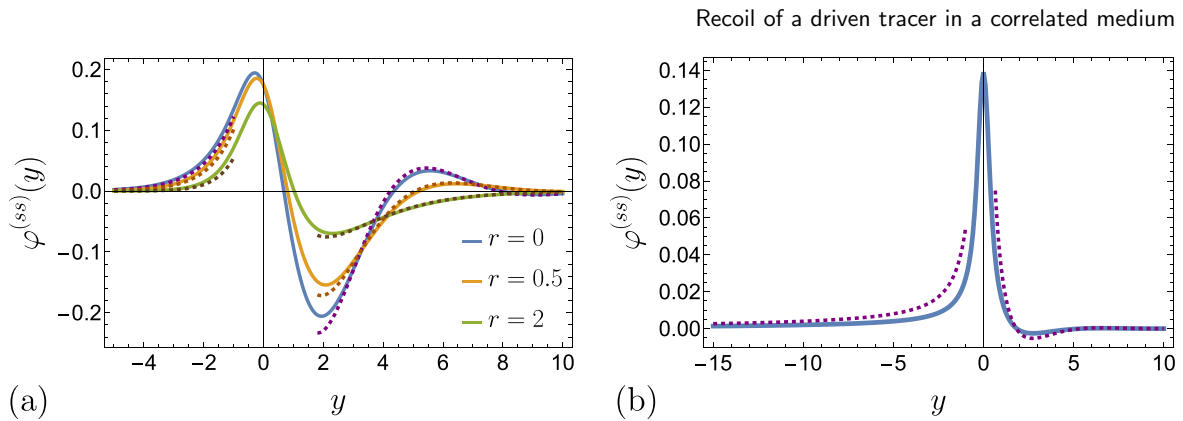 Recoil of a driven tracer in a correlated medium
0.2
0.1
0.0
−0.1
−0.2
φ^(ss)(y)
r = 0
r = 0.5
r = 2
−4 −2 0 2 4 6 8 10
(a) y
0.14
0.12
0.10
0.08
0.06
0.04
0.02
0.00
φ^(ss)(y)
−15 −10 −5 0 5 10
(b) y